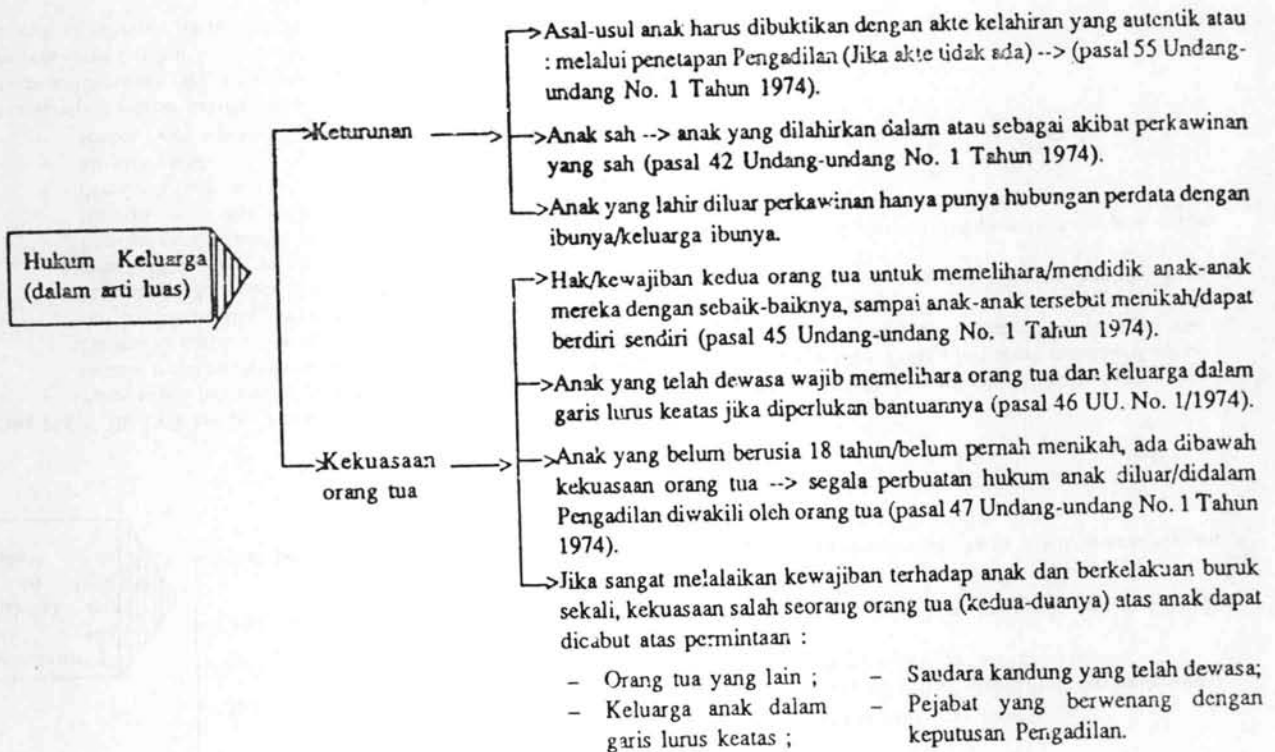 Asal-usul anak harus dibuktikan dengan akte kelahiran yang autentik atau
: melalui penetapan Pengadilan (Jika akte tidak ada) --> (pasal 55 Undang-
undang No. 1 Tahun 1974).
Keturunan
Anak sah --> anak yang dilahirkan dalam atau sebagai akibat perkawinan
yang sah (pasal 42 Undang-undang No. 1 Tahun 1974).
Anak yang lahir diluar perkawinan hanya punya hubungan perdata dengan
ibunya/keluarga ibunya.
Hukum Keluarga
(dalam arti luas)
Hak/kewajiban kedua orang tua untuk memelihara/mendidik anak-anak
mereka dengan sebaik-baiknya, sampai anak-anak tersebut menikah/dapat
berdiri sendiri (pasal 45 Undang-undang No. 1 Tahun 1974).
Anak yang telah dewasa wajib memelihara orang tua dan keluarga dalam
garis lurus keatas jika diperlukan bantuannya (pasal 46 UU. No. 1/1974).
Kekuasaan
orang tua
Anak yang belum berusia 18 tahun/belum pernah menikah, ada dibawah
kekuasaan orang tua --> segala perbuatan hukum anak diluar/didalam
Pengadilan diwakili oleh orang tua (pasal 47 Undang-undang No. 1 Tahun
1974).
Jika sangat melalaikan kewajiban terhadap anak dan berkelakuan buruk
sekali, kekuasaan salah seorang orang tua (kedua-duanya) atas anak dapat
dicabut atas permintaan :
– Orang tua yang lain ;
– Keluarga anak dalam
garis lurus keatas ;
– Saudara kandung yang telah dewasa;
– Pejabat yang berwenang dengan
keputusan Pengadilan.